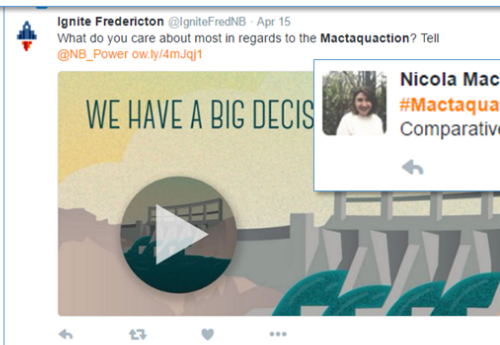 Ignite Fredericton @IgniteFredNB · Apr 15
What do you care about most in regards to the Mactaquaction? Tell
@NB_Power ow.ly/4mJqj1
WE HAVE A BIG DECIS
Nicola Mac
#Mactaqua
Comparativ